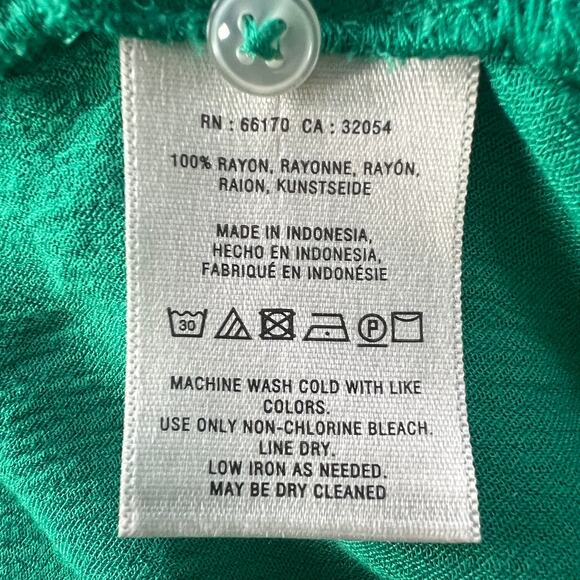 RN : 66170 CA : 32054
100% RAYON, RAYONNE, RAYÓN,
RAION, KUNSTSEIDE
MADE IN INDONESIA,
HECHO EN INDONESIA,
FABRIQUÉ EN INDONÉSIE
30 P
MACHINE WASH COLD WITH LIKE
COLORS.
USE ONLY NON-CHLORINE BLEACH.
LINE DRY.
LOW IRON AS NEEDED.
MAY BE DRY CLEANED